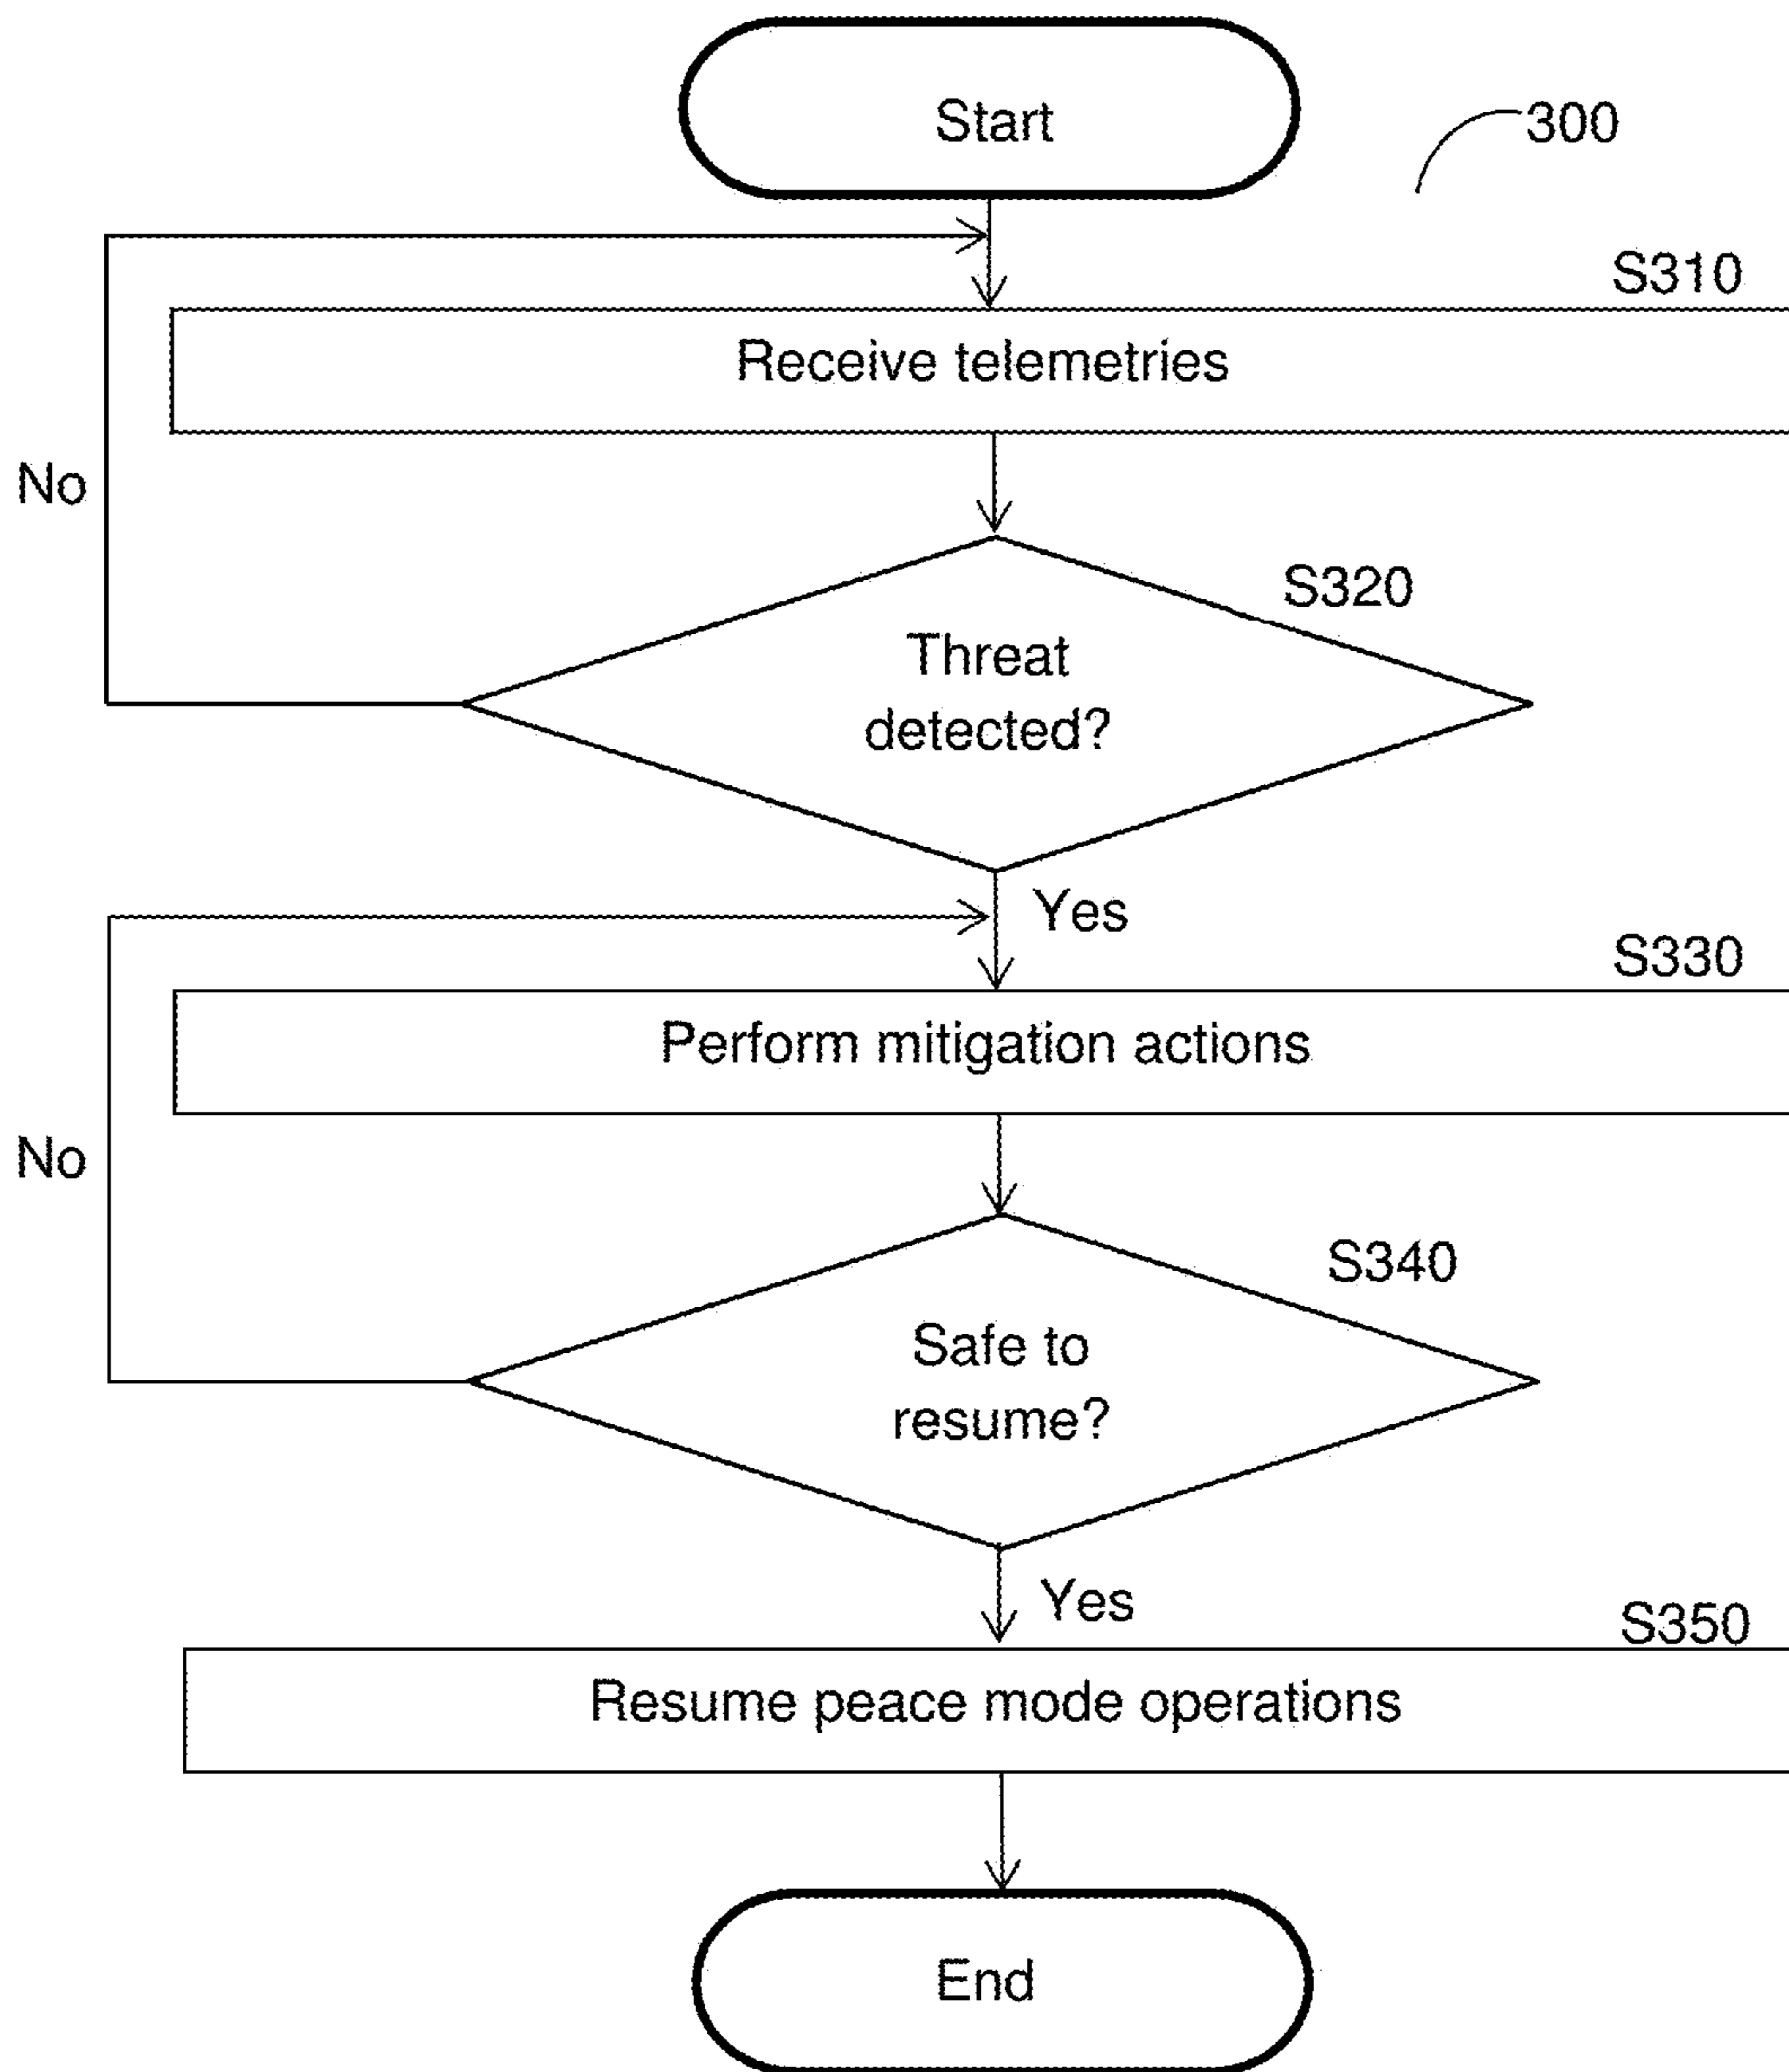 Start
300
S310
Receive telemetries
No
S320
Threat
detected?
Yes
S330
Perform mitigation actions
No
S340
Safe to
resume?
Yes
S350
Resume peace mode operations
End